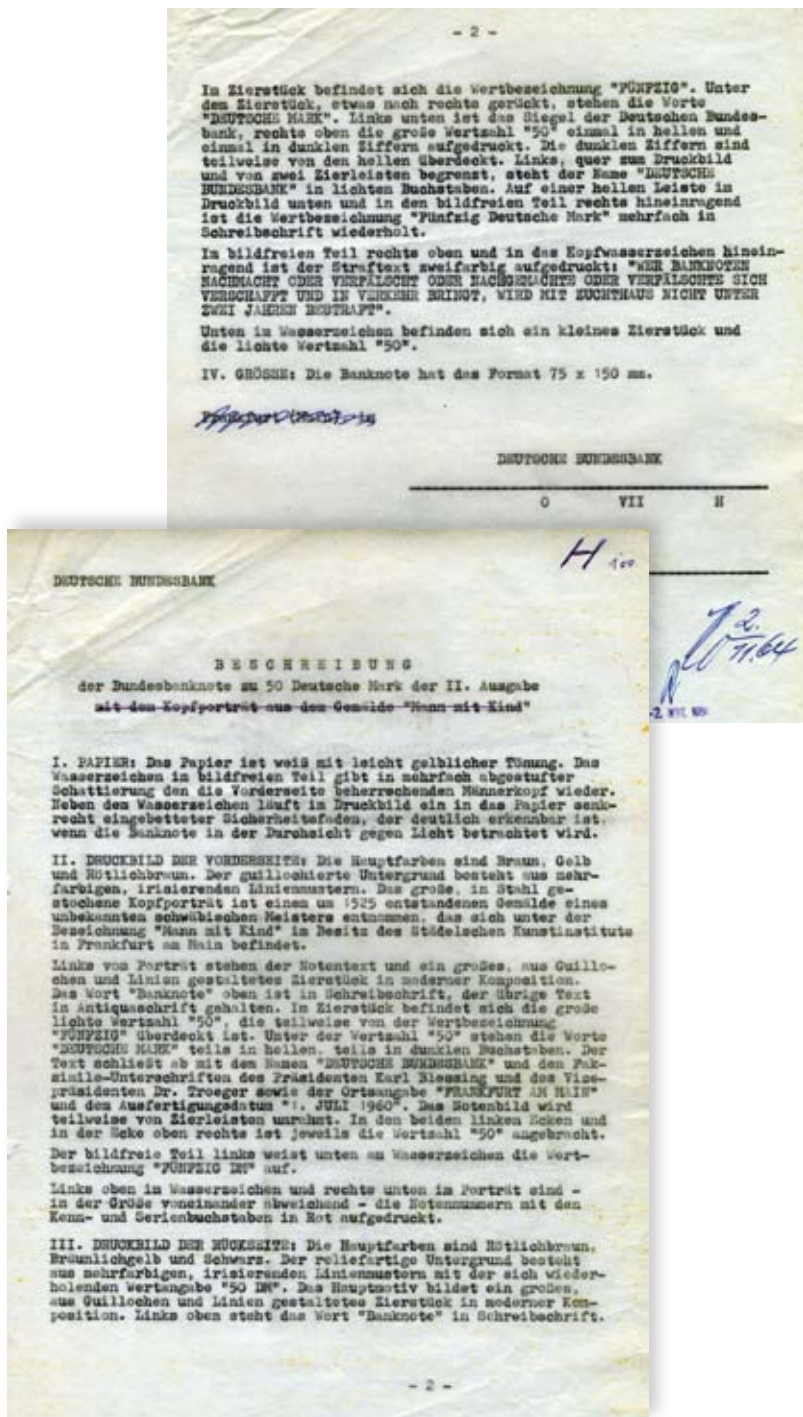 DEUTSCHE BUNDESBANK
H
BESCHREIBUNG
der Bundesbanknote zu 50 Deutsche Mark der II. Ausgabe
mit dem Kopfporträt aus dem Gemälde "Mann mit Kind"
I. PAPIER: Das Papier ist weiß mit leicht gelblicher Tönung. Das
Wasserzeichen im bildfreien Teil gibt in mehrfach abgestufter
Schattierung den die Vorderseite beherrschenden Männerkopf wieder.
Neben dem Wasserzeichen läuft im Druckbild ein in das Papier senk-
recht eingebetteter Sicherheitsfaden, der deutlich erkennbar ist,
wenn die Banknote in der Durchsicht gegen Licht betrachtet wird.
II. DRUCKBILD DER VORDERSEITE: Die Hauptfarben sind Braun, Gelb
und Rötlichbraun. Der guillochierte Untergrund besteht aus mehr-
farbigen, irisierenden Linienmustern. Das große, in Stahl ge-
stochene Kopfporträt ist einem um 1525 entstandenen Gemälde eines
unbekannten schwäbischen Meisters entnommen, das sich unter der
Bezeichnung "Mann mit Kind" im Besitz des Städelschen Kunstinstituts
in Frankfurt am Main befindet.
Links vom Porträt stehen der Notentext und ein großes, aus Guillo-
chen und Linien gestaltetes Zierstück in moderner Komposition.
Das Wort "Banknote" oben ist in Schreibschrift, der übrige Text
in Antiquaschrift gehalten. Im Zierstück befindet sich die große
lichte Wertzahl "50", die teilweise von der Wertbezeichnung
"FÜNFZIG" überdeckt ist. Unter der Wertzahl "50" stehen die Worte
"DEUTSCHE MARK" teils in hellen, teils in dunklen Buchstaben. Der
Text schließt ab mit dem Namen "DEUTSCHE BUNDESBANK" und den Fak-
simile-Unterschriften des Präsidenten Karl Blessing und des Vize-
präsidenten Dr. Troeger sowie der Ortsangabe "FRANKFURT AM MAIN"
und dem Ausfertigungsdatum "1. JULI 1960". Das Notenbild wird
teilweise von Zierleisten umrahmt. In den beiden linken Ecken und
in der Ecke oben rechts ist jeweils die Wertzahl "50" angebracht.
Der bildfreie Teil links weist unten am Wasserzeichen die Wert-
bezeichnung "FÜNFZIG DM" auf.
Links oben im Wasserzeichen und rechts unten im Porträt sind -
in der Größe voneinander abweichend - die Notennummern mit den
Kenn- und Serienbuchstaben in Rot aufgedruckt.
III. DRUCKBILD DER RÜCKSEITE: Die Hauptfarben sind Rötlichbraun,
Bräunlichgelb und Schwarz. Der reliefartige Untergrund besteht
aus mehrfarbigen, irisierenden Linienmustern mit der sich wieder-
holenden Wertangabe "50 DM". Das Hauptmotiv bildet ein großes,
aus Guillochen und Linien gestaltetes Zierstück in moderner Kom-
position. Links oben steht das Wort "Banknote" in Schreibschrift.
- 2 -
- 2 -
Im Zierstück befindet sich die Wertbezeichnung "FÜNFZIG". Unter
dem Zierstück, etwas nach rechts gerückt, stehen die Worte
"DEUTSCHE MARK". Links unten ist das Siegel der Deutschen Bundes-
bank, rechts oben die große Wertzahl "50" einmal in hellen und
einmal in dunklen Ziffern aufgedruckt. Die dunklen Ziffern sind
teilweise von den hellen überdeckt. Links, quer zum Druckbild
und von zwei Zierleisten begrenzt, steht der Name "DEUTSCHE
BUNDESBANK" in lichten Buchstaben. Auf einer hellen Leiste im
Druckbild unten und in den bildfreien Teil rechts hineinragend
ist die Wertbezeichnung "Fünfzig Deutsche Mark" mehrfach in
Schreibschrift wiederholt.
Im bildfreien Teil rechts oben und in das Kopfwasserzeichen hinein-
ragend ist der Straftext zweifarbig aufgedruckt: "WER BANKNOTEN
NACHMACHT ODER VERFÄLSCHT ODER NACHGEMACHTE ODER VERFÄLSCHTE SICH
VERSCHAFFT UND IN VERKEHR BRINGT, WIRD MIT ZUCHTHAUS NICHT UNTER
ZWEI JAHREN BESTRAFT".
Unten im Wasserzeichen befinden sich ein kleines Zierstück und
die lichte Wertzahl "50".
IV. GRÖSSE: Die Banknote hat das Format 75 x 150 mm.
Frankfurt (Main), im
DEUTSCHE BUNDESBANK
O VII H
2.
11.64